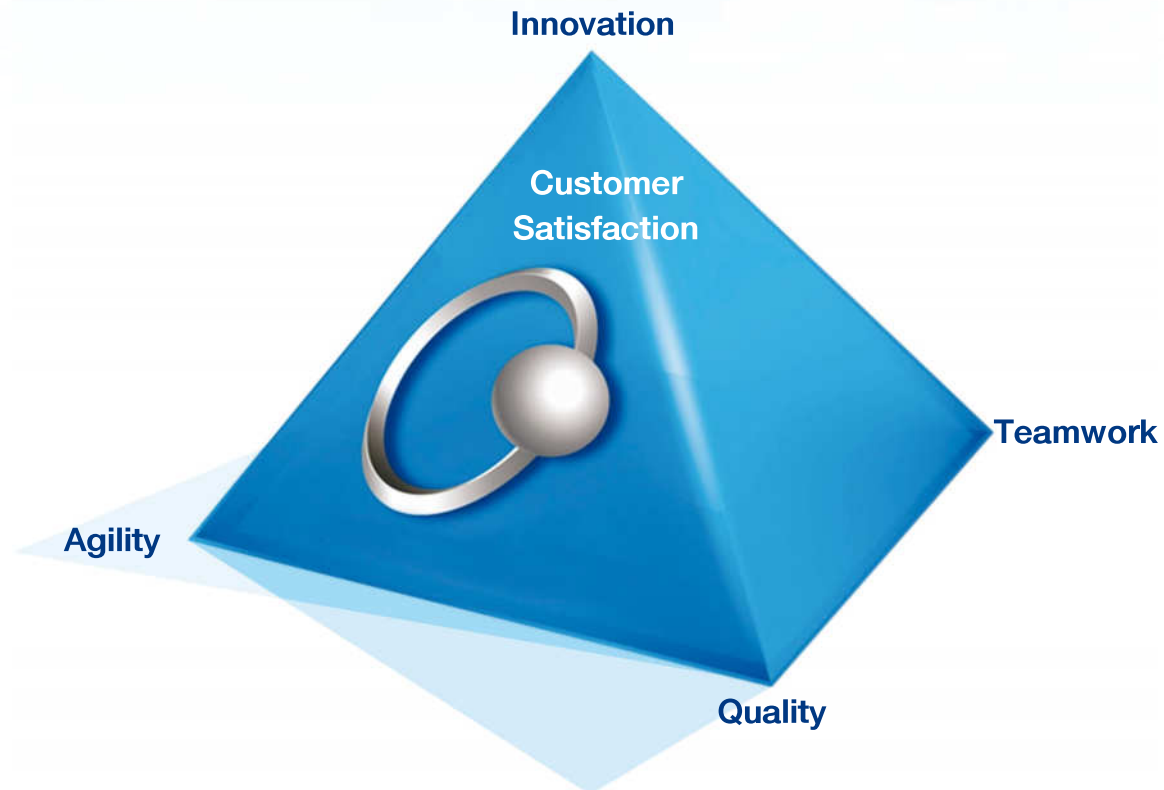 Innovation
Customer
Satisfaction
Teamwork
Agility
Quality